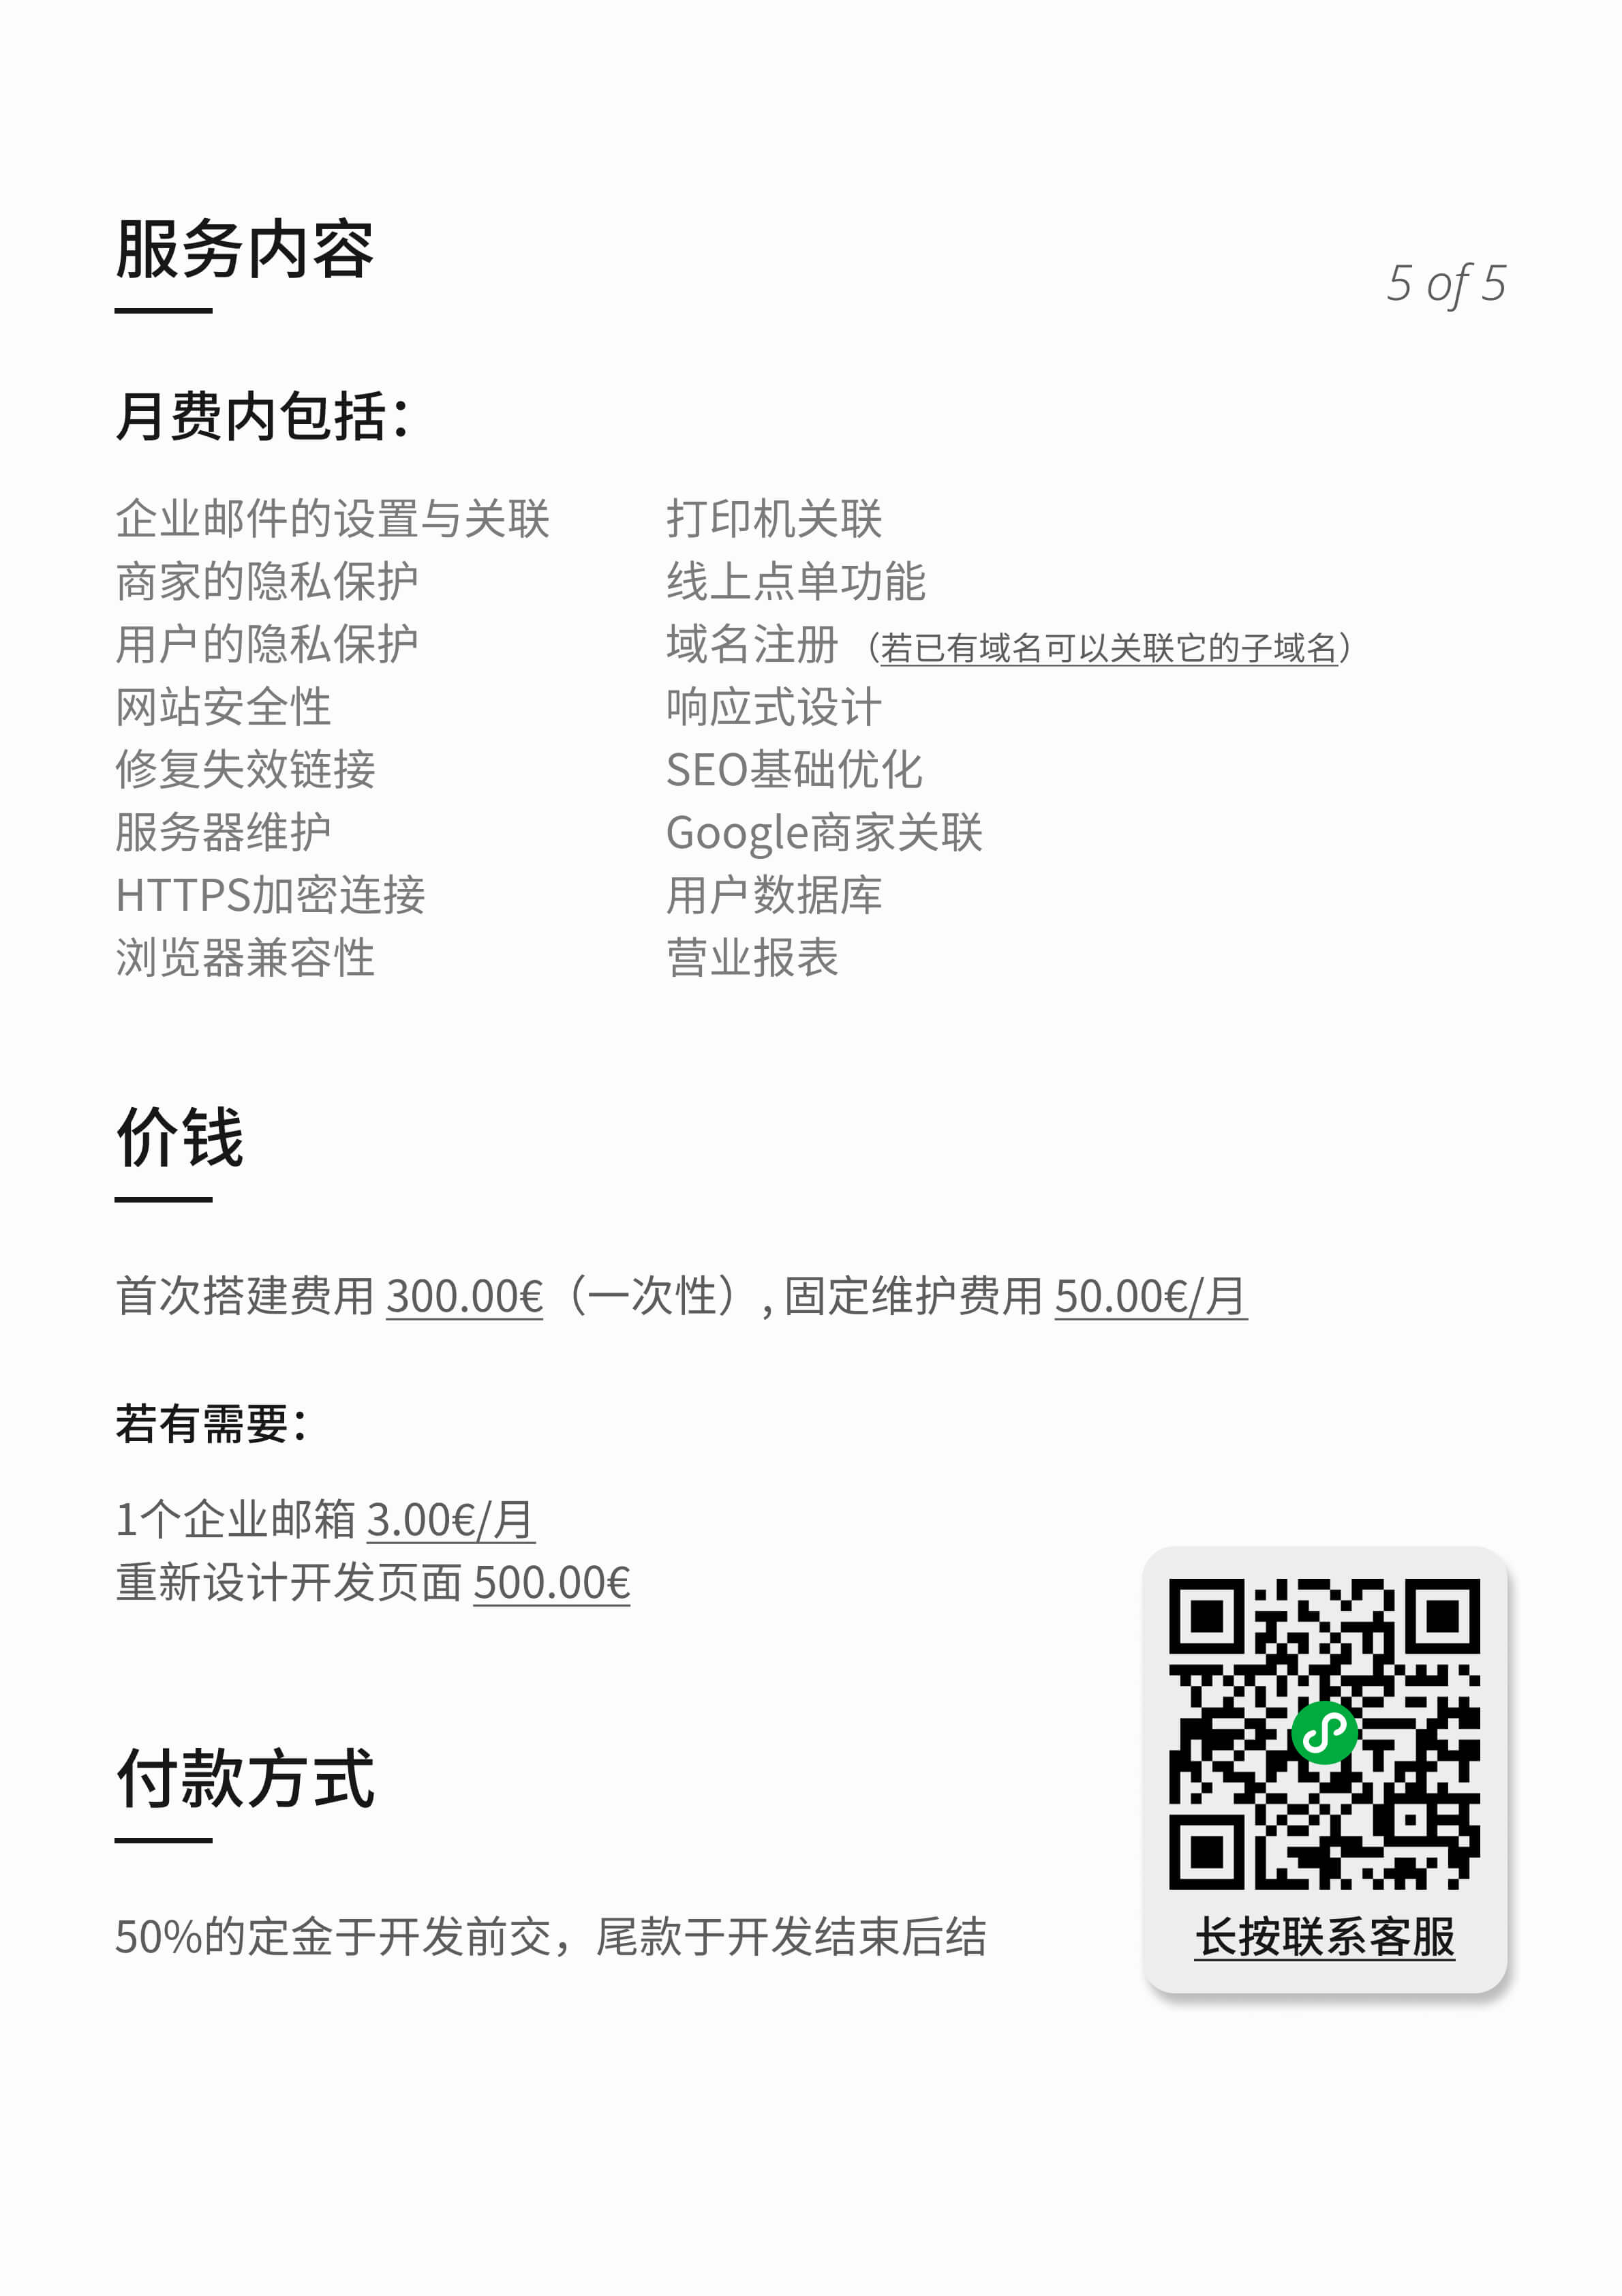 服务内容
5 of 5
月费内包括：
企业邮件的设置与关联
商家的隐私保护
用户的隐私保护
网站安全性
修复失效链接
服务器维护
HTTPS加密连接
浏览器兼容性
打印机关联
线上点单功能
域名注册（若已有域名可以关联它的子域名）
响应式设计
SEO基础优化
Google商家关联
用户数据库
营业报表
价钱
首次搭建费用 300.00€（一次性）, 固定维护费用 50.00€/月
若有需要：
1个企业邮箱 3.00€/月
重新设计开发页面 500.00€
付款方式
50%的定金于开发前交，尾款于开发结束后结
长按联系客服